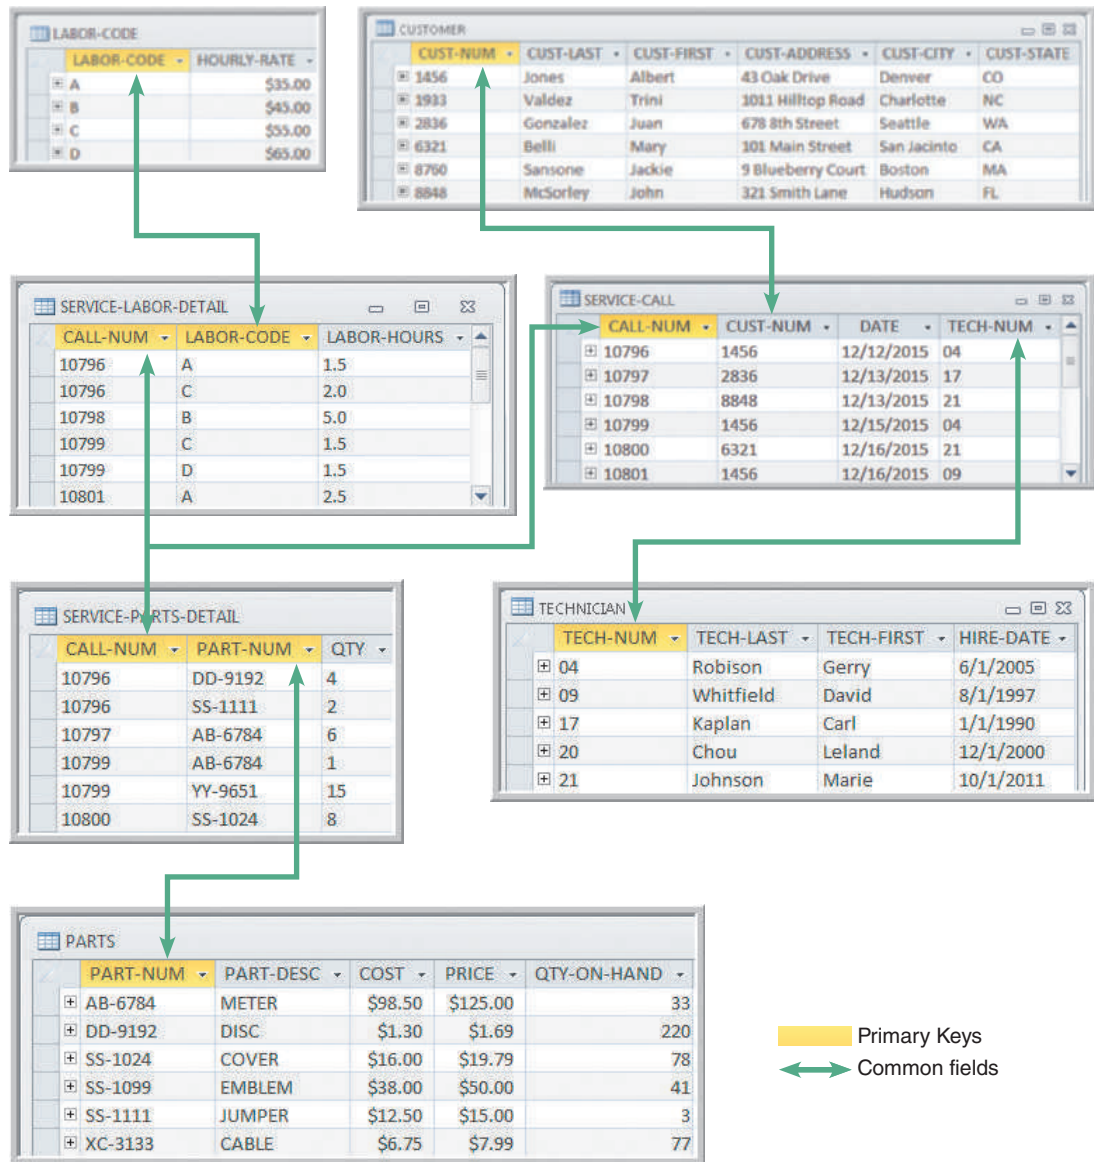 LABOR-CODE
LABOR-CODE HOURLY-RATE
A $35.00
B $45.00
C $55.00
D $65.00
CUSTOMER
CUST-NUM CUST-LAST CUST-FIRST CUST-ADDRESS CUST-CITY CUST-STATE
1456 Jones Albert 43 Oak Drive Denver CO
1933 Valdez Trini 1011 Hilltop Road Charlotte NC
2836 Gonzalez Juan 678 8th Street Seattle WA
6321 Belli Mary 101 Main Street San Jacinto CA
8760 Sansone Jackie 9 Blueberry Court Boston MA
8848 McSorley John 321 Smith Lane Hudson FL
SERVICE-LABOR-DETAIL
CALL-NUM LABOR-CODE LABOR-HOURS
10796 A 1.5
10796 C 2.0
10798 B 5.0
10799 C 1.5
10799 D 1.5
10801 A 2.5
SERVICE-CALL
CALL-NUM CUST-NUM DATE TECH-NUM
10796 1456 12/12/2015 04
10797 2836 12/13/2015 17
10798 8848 12/13/2015 21
10799 1456 12/15/2015 04
10800 6321 12/16/2015 21
10801 1456 12/16/2015 09
SERVICE-PARTS-DETAIL
CALL-NUM PART-NUM QTY
10796 DD-9192 4
10796 SS-1111 2
10797 AB-6784 6
10799 AB-6784 1
10799 YY-9651 15
10800 SS-1024 8
TECHNICIAN
TECH-NUM TECH-LAST TECH-FIRST HIRE-DATE
04 Robison Gerry 6/1/2005
09 Whitfield David 8/1/1997
17 Kaplan Carl 1/1/1990
20 Chou Leland 12/1/2000
21 Johnson Marie 10/1/2011
PARTS
PART-NUM PART-DESC COST PRICE QTY-ON-HAND
AB-6784 METER $98.50 $125.00 33
DD-9192 DISC $1.30 $1.69 220
SS-1024 COVER $16.00 $19.79 78
SS-1099 EMBLEM $38.00 $50.00 41
SS-1111 JUMPER $12.50 $15.00 3
XC-3133 CABLE $6.75 $7.99 77
Primary Keys
Common fields